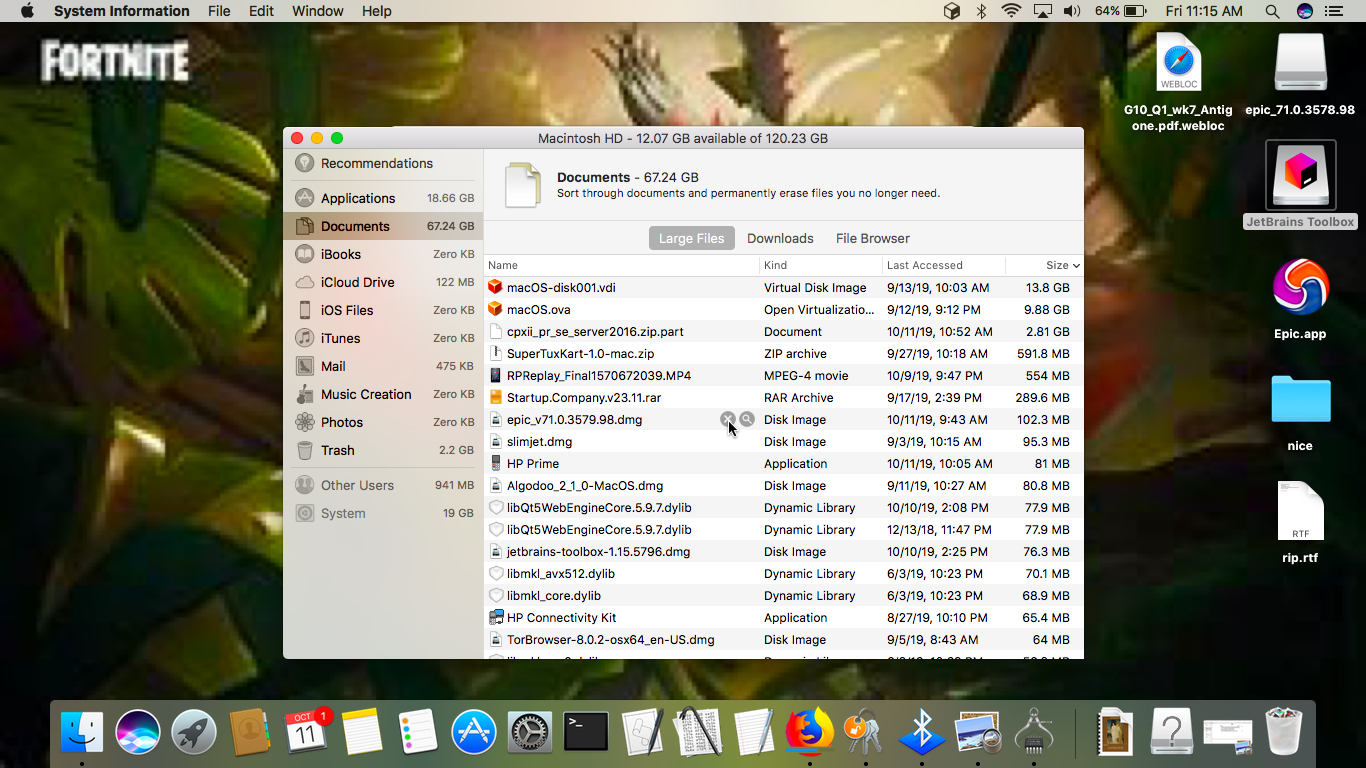 System Information File Edit Window Help 64% Fri 11:15 AM
FORTNITE
WEBLOC
G10_Q1_wk7_Antig
one.pdf.webloc
epic_71.0.3578.98
JetBrains Toolbox
Epic.app
nice
RTF
rip.rtf
Macintosh HD - 12.07 GB available of 120.23 GB
Recommendations
Applications 18.66 GB
Documents 67.24 GB
iBooks Zero KB
iCloud Drive 122 MB
iOS Files Zero KB
iTunes Zero KB
Mail 475 KB
Music Creation Zero KB
Photos Zero KB
Trash 2.2 GB
Other Users 941 MB
System 19 GB
Documents - 67.24 GB
Sort through documents and permanently erase files you no longer need.
Large Files Downloads File Browser
Name Kind Last Accessed Size
macOS-disk001.vdi Virtual Disk Image 9/13/19, 10:03 AM 13.8 GB
macOS.ova Open Virtualizatio... 9/12/19, 9:12 PM 9.88 GB
cpxii_pr_se_server2016.zip.part Document 10/11/19, 10:52 AM 2.81 GB
SuperTuxKart-1.0-mac.zip ZIP archive 9/27/19, 10:18 AM 591.8 MB
RPReplay_Final1570672039.MP4 MPEG-4 movie 10/9/19, 9:47 PM 554 MB
Startup.Company.v23.11.rar RAR Archive 9/17/19, 2:39 PM 289.6 MB
epic_v71.0.3579.98.dmg Disk Image 10/11/19, 9:43 AM 102.3 MB
slimjet.dmg Disk Image 9/3/19, 10:15 AM 95.3 MB
HP Prime Application 10/11/19, 10:05 AM 81 MB
Algodoo_2_1_0-MacOS.dmg Disk Image 9/11/19, 10:27 AM 80.8 MB
libQt5WebEngineCore.5.9.7.dylib Dynamic Library 10/10/19, 2:08 PM 77.9 MB
libQt5WebEngineCore.5.9.7.dylib Dynamic Library 12/13/18, 11:47 PM 77.9 MB
jetbrains-toolbox-1.15.5796.dmg Disk Image 10/10/19, 2:25 PM 76.3 MB
libmkl_avx512.dylib Dynamic Library 6/3/19, 10:23 PM 70.1 MB
libmkl_core.dylib Dynamic Library 6/3/19, 10:23 PM 68.9 MB
HP Connectivity Kit Application 8/27/19, 10:10 PM 65.4 MB
TorBrowser-8.0.2-osx64_en-US.dmg Disk Image 9/5/19, 8:43 AM 64 MB
OCT 1
11